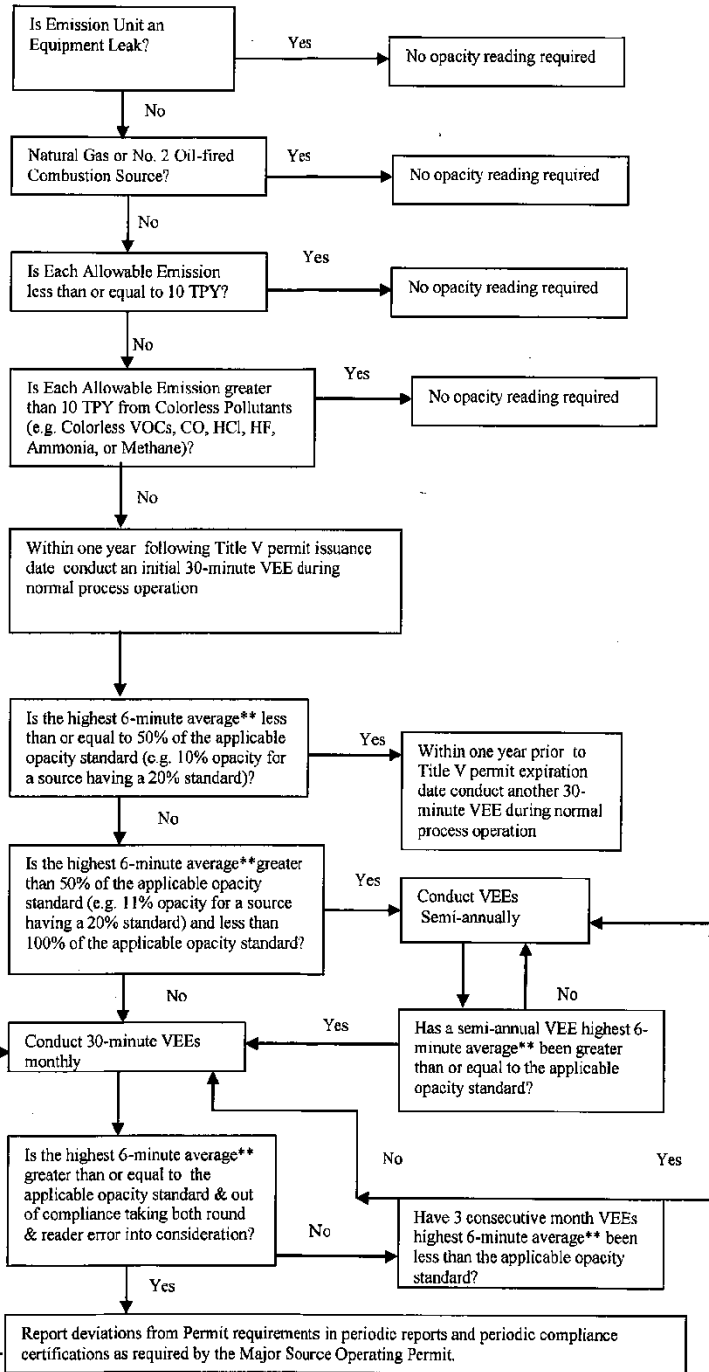 Is Emission Unit an
Equipment Leak?
Yes
No opacity reading required
No
Natural Gas or No. 2 Oil-fired
Combustion Source?
Yes
No opacity reading required
No
Is Each Allowable Emission
less than or equal to 10 TPY?
Yes
No opacity reading required
No
Is Each Allowable Emission greater
than 10 TPY from Colorless Pollutants
(e.g. Colorless VOCs, CO, HCl, HF,
Ammonia, or Methane)?
Yes
No opacity reading required
No
Within one year following Title V permit issuance
date conduct an initial 30-minute VEE during
normal process operation
Is the highest 6-minute average** less
than or equal to 50% of the applicable
opacity standard (e.g. 10% opacity for
a source having a 20% standard)?
Yes
Within one year prior to
Title V permit expiration
date conduct another 30-
minute VEE during normal
process operation
No
Is the highest 6-minute average**greater
than 50% of the applicable opacity
standard (e.g. 11% opacity for a source
having a 20% standard) and less than
100% of the applicable opacity standard?
Yes
Conduct VEEs
Semi-annually
No
No
Conduct 30-minute VEEs
monthly
Yes
Has a semi-annual VEE highest 6-
minute average** been greater
than or equal to the applicable
opacity standard?
Is the highest 6-minute average**
greater than or equal to the
applicable opacity standard & out
of compliance taking both round
& reader error into consideration?
No
Yes
No
Have 3 consecutive month VEEs
highest 6-minute average** been
less than the applicable opacity
standard?
Yes
Report deviations from Permit requirements in periodic reports and periodic compliance
certifications as required by the Major Source Operating Permit.